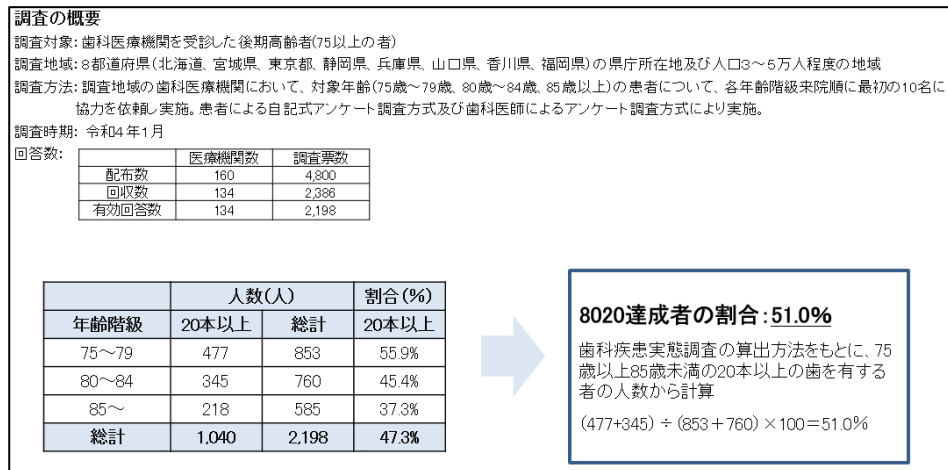 調査の概要
調査対象: 歯科医療機関を受診した後期高齢者(75以上の者)
調査地域: 8都道府県(北海道、宮城県、東京都、静岡県、兵庫県、山口県、香川県、福岡県)の県庁所在地及び人口3～5万人程度の地域
調査方法: 調査地域の歯科医療機関において、対象年齢(75歳～79歳、80歳～84歳、85歳以上)の患者について、各年齢階級来院順に最初の10名に
協力を依頼し実施。患者による自記式アンケート調査方式及び歯科医師によるアンケート調査方式により実施。
調査時期: 令和4年1月
回答数:
医療機関数 調査票数
配布数 160 4,800
回収数 134 2,386
有効回答数 134 2,198
人数(人) 割合(%)
年齢階級 20本以上 総計 20本以上
75～79 477 853 55.9%
80～84 345 760 45.4%
85～ 218 585 37.3%
総計 1,040 2,198 47.3%
8020達成者の割合:51.0%
歯科疾患実態調査の算出方法をもとに、75
歳以上85歳未満の20本以上の歯を有する
者の人数から計算
(477+345)÷(853+760)×100=51.0%